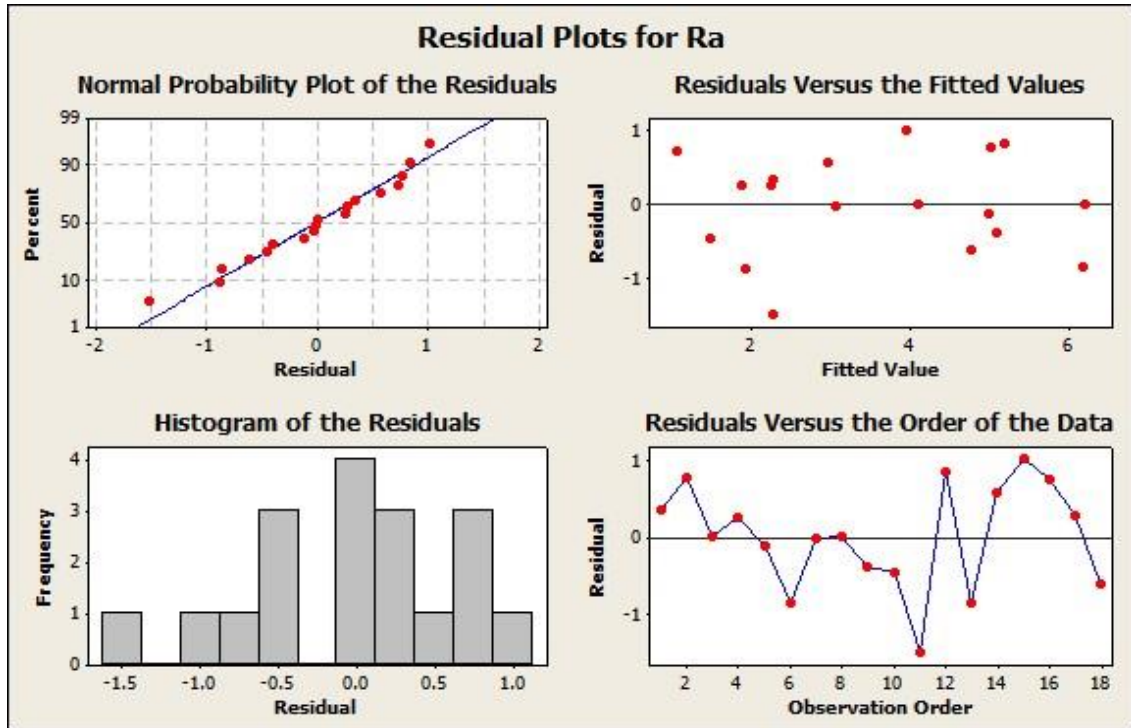 Residual Plots for Ra
Normal Probability Plot of the Residuals
99
90
50
10
1
Percent
-2 -1 0 1 2
Residual
Residuals Versus the Fitted Values
1
0
-1
Residual
2 4 6
Fitted Value
Histogram of the Residuals
4
3
2
1
0
Frequency
-1.5 -1.0 -0.5 0.0 0.5 1.0
Residual
Residuals Versus the Order of the Data
1
0
-1
Residual
2 4 6 8 10 12 14 16 18
Observation Order